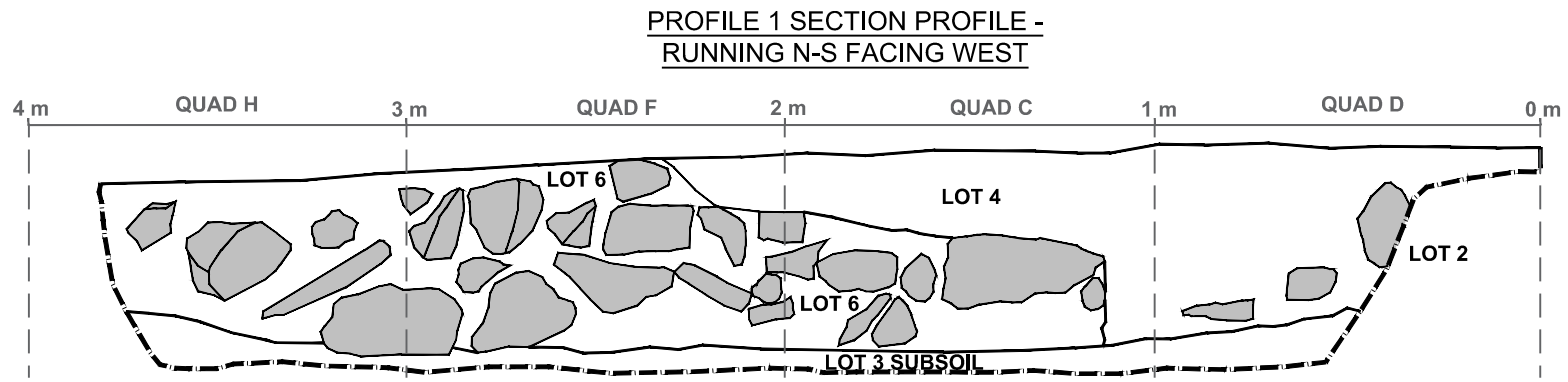 PROFILE 1 SECTION PROFILE -
RUNNING N-S FACING WEST
4 m QUAD H 3 m QUAD F 2 m QUAD C 1 m QUAD D 0 m
LOT 6
LOT 4
LOT 2
LOT 6
LOT 3 SUBSOIL